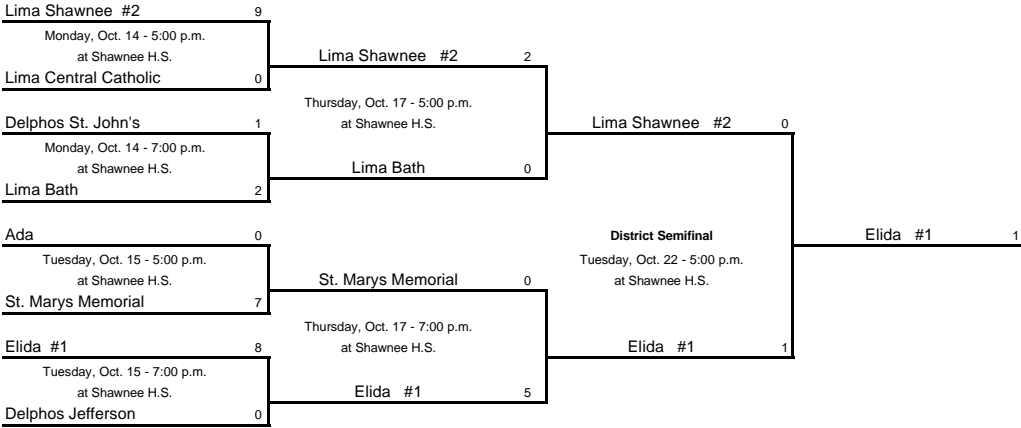 Lima Shawnee #2 9
Monday, Oct. 14 - 5:00 p.m.
at Shawnee H.S.
Lima Central Catholic 0
Lima Shawnee #2 2
Thursday, Oct. 17 - 5:00 p.m.
at Shawnee H.S.
Delphos St. John's 1
Monday, Oct. 14 - 7:00 p.m.
at Shawnee H.S.
Lima Bath 2
Lima Bath 0
Lima Shawnee #2 0
Ada 0
Tuesday, Oct. 15 - 5:00 p.m.
at Shawnee H.S.
St. Marys Memorial 7
St. Marys Memorial 0
Thursday, Oct. 17 - 7:00 p.m.
at Shawnee H.S.
Elida #1 8
Tuesday, Oct. 15 - 7:00 p.m.
at Shawnee H.S.
Delphos Jefferson 0
Elida #1 5
District Semifinal
Tuesday, Oct. 22 - 5:00 p.m.
at Shawnee H.S.
Elida #1 1
Elida #1 1